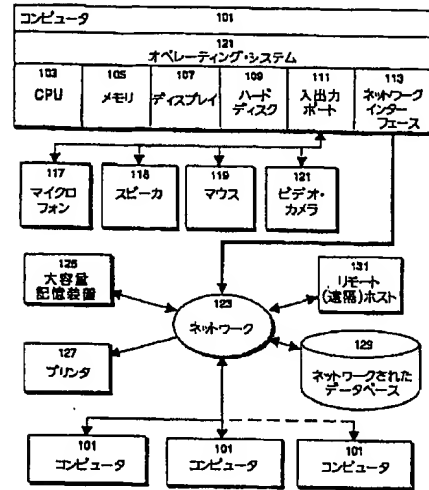 コンピュータ 101
121
オペレーティング・システム
103
CPU
105
メモリ
107
ディスプレイ
109
ハード
ディスク
111
入出力
ポート
113
ネットワーク
インター
フェース
117
マイクロ
フォン
118
スピーカ
119
マウス
121
ビデオ・
カメラ
125
大容量
記憶装置
123
ネットワーク
131
リモート
(遠隔)ホスト
127
プリンタ
129
ネットワークされた
データベース
101
コンピュータ
101
コンピュータ
101
コンピュータ